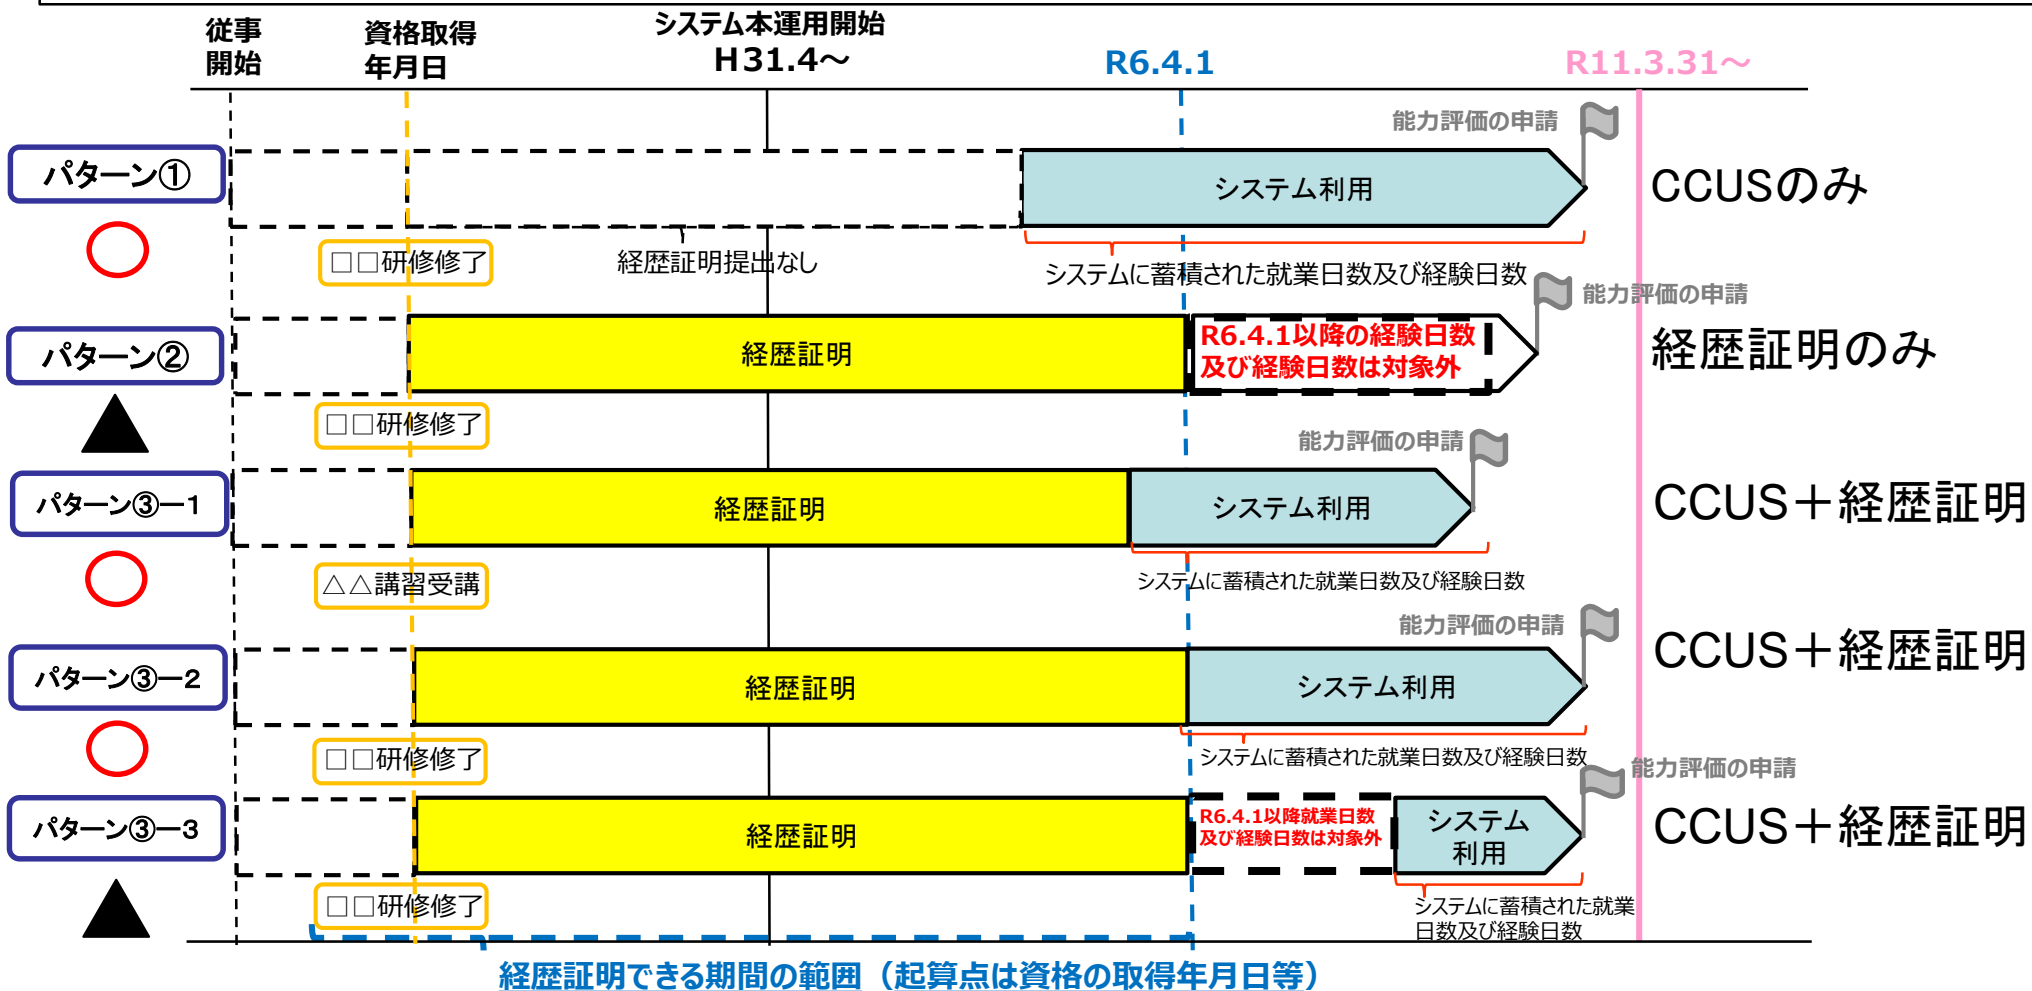 従事
開始
資格取得
年月日
システム本運用開始
H31.4～
R6.4.1
R11.3.31～
能力評価の申請
パターン①
システム利用
CCUSのみ
□□研修修了
経歴証明提出なし
システムに蓄積された就業日数及び経験日数
能力評価の申請
パターン②
経歴証明
R6.4.1以降の経験日数
及び経験日数は対象外
経歴証明のみ
□□研修修了
能力評価の申請
パターン③ー1
経歴証明
システム利用
CCUS＋経歴証明
△△講習受講
システムに蓄積された就業日数及び経験日数
能力評価の申請
パターン③ー2
経歴証明
システム利用
CCUS＋経歴証明
□□研修修了
システムに蓄積された就業日数及び経験日数
能力評価の申請
パターン③ー3
経歴証明
R6.4.1以降就業日数
及び経験日数は対象外
システム
利用
CCUS＋経歴証明
□□研修修了
システムに蓄積された就業
日数及び経験日数
経歴証明できる期間の範囲（起算点は資格の取得年月日等）